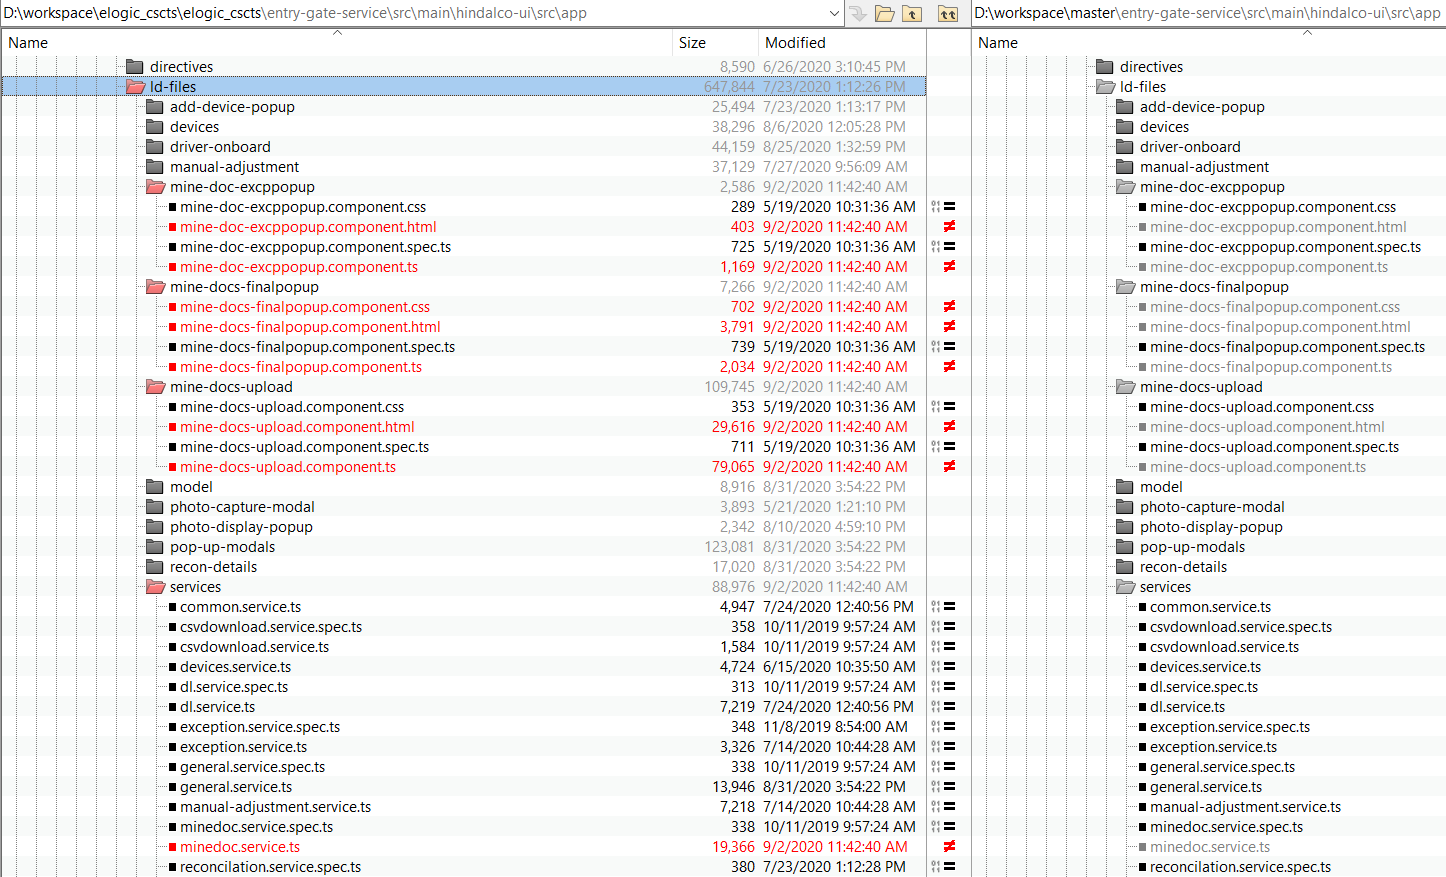 D:\workspace\elogic_cscts\elogic_cscts\entry-gate-service\src\main\hindalco-ui\src\app D:\workspace\master\entry-gate-service\src\main\hindalco-ui\src\app
Name Size Modified Name
directives 8,590 6/26/2020 3:10:45 PM directives
ld-files 647,844 7/23/2020 1:12:26 PM ld-files
add-device-popup 25,494 7/23/2020 1:13:17 PM add-device-popup
devices 38,296 8/6/2020 12:05:28 PM devices
driver-onboard 44,159 8/25/2020 1:32:59 PM driver-onboard
manual-adjustment 37,129 7/27/2020 9:56:09 AM manual-adjustment
mine-doc-excppopup 2,586 9/2/2020 11:42:40 AM mine-doc-excppopup
mine-doc-excppopup.component.css 289 5/19/2020 10:31:36 AM = mine-doc-excppopup.component.css
mine-doc-excppopup.component.html 403 9/2/2020 11:42:40 AM ≠ mine-doc-excppopup.component.html
mine-doc-excppopup.component.spec.ts 725 5/19/2020 10:31:36 AM = mine-doc-excppopup.component.spec.ts
mine-doc-excppopup.component.ts 1,169 9/2/2020 11:42:40 AM ≠ mine-doc-excppopup.component.ts
mine-docs-finalpopup 7,266 9/2/2020 11:42:40 AM mine-docs-finalpopup
mine-docs-finalpopup.component.css 702 9/2/2020 11:42:40 AM ≠ mine-docs-finalpopup.component.css
mine-docs-finalpopup.component.html 3,791 9/2/2020 11:42:40 AM ≠ mine-docs-finalpopup.component.html
mine-docs-finalpopup.component.spec.ts 739 5/19/2020 10:31:36 AM = mine-docs-finalpopup.component.spec.ts
mine-docs-finalpopup.component.ts 2,034 9/2/2020 11:42:40 AM ≠ mine-docs-finalpopup.component.ts
mine-docs-upload 109,745 9/2/2020 11:42:40 AM mine-docs-upload
mine-docs-upload.component.css 353 5/19/2020 10:31:36 AM = mine-docs-upload.component.css
mine-docs-upload.component.html 29,616 9/2/2020 11:42:40 AM ≠ mine-docs-upload.component.html
mine-docs-upload.component.spec.ts 711 5/19/2020 10:31:36 AM = mine-docs-upload.component.spec.ts
mine-docs-upload.component.ts 79,065 9/2/2020 11:42:40 AM ≠ mine-docs-upload.component.ts
model 8,916 8/31/2020 3:54:22 PM model
photo-capture-modal 3,893 5/21/2020 1:21:10 PM photo-capture-modal
photo-display-popup 2,342 8/10/2020 4:59:10 PM photo-display-popup
pop-up-modals 123,081 8/31/2020 3:54:22 PM pop-up-modals
recon-details 17,020 8/31/2020 3:54:22 PM recon-details
services 88,976 9/2/2020 11:42:40 AM services
common.service.ts 4,947 7/24/2020 12:40:56 PM = common.service.ts
csvdownload.service.spec.ts 358 10/11/2019 9:57:24 AM = csvdownload.service.spec.ts
csvdownload.service.ts 1,584 10/11/2019 9:57:24 AM = csvdownload.service.ts
devices.service.ts 4,724 6/15/2020 10:35:50 AM = devices.service.ts
dl.service.spec.ts 313 10/11/2019 9:57:24 AM = dl.service.spec.ts
dl.service.ts 7,219 7/24/2020 12:40:56 PM = dl.service.ts
exception.service.spec.ts 348 11/8/2019 8:54:00 AM = exception.service.spec.ts
exception.service.ts 3,326 7/14/2020 10:44:28 AM = exception.service.ts
general.service.spec.ts 338 10/11/2019 9:57:24 AM = general.service.spec.ts
general.service.ts 13,946 8/31/2020 3:54:22 PM = general.service.ts
manual-adjustment.service.ts 7,218 7/14/2020 10:44:28 AM = manual-adjustment.service.ts
minedoc.service.spec.ts 338 10/11/2019 9:57:24 AM = minedoc.service.spec.ts
minedoc.service.ts 19,366 9/2/2020 11:42:40 AM ≠ minedoc.service.ts
reconcilation.service.spec.ts 380 7/23/2020 1:12:28 PM = reconcilation.service.spec.ts